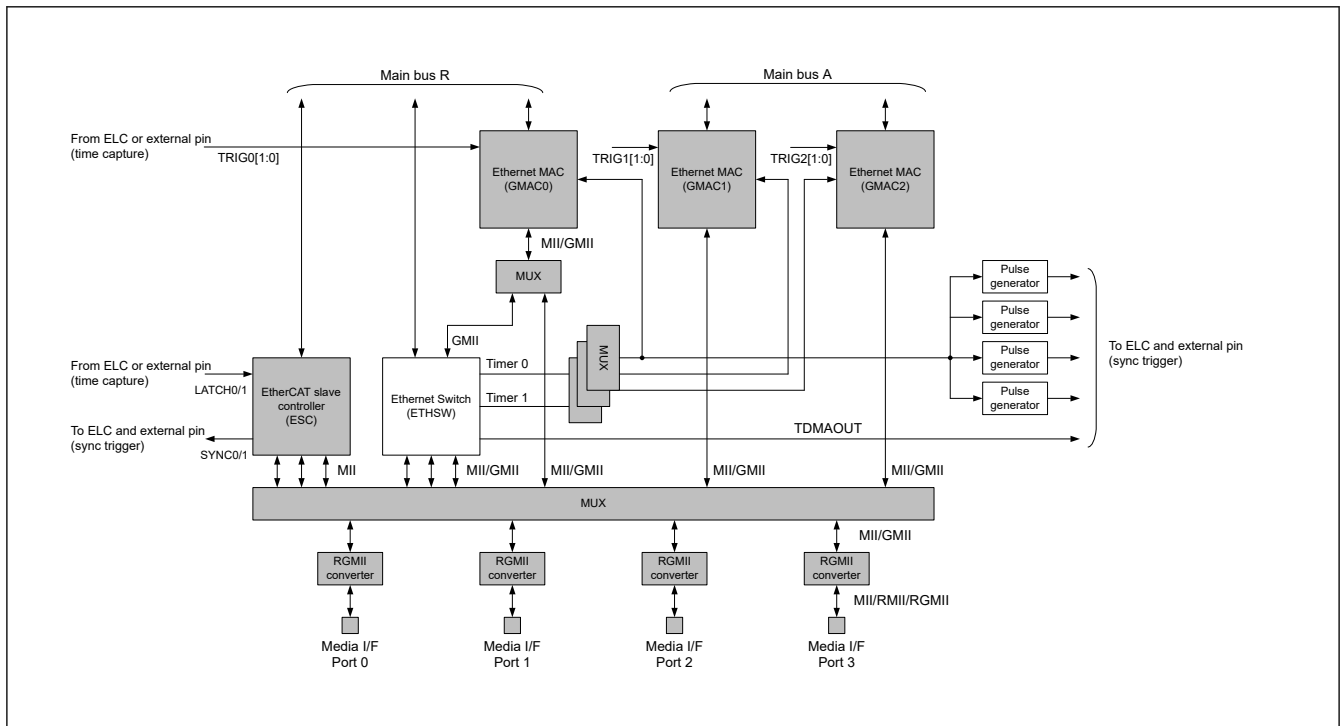 Main bus R
Main bus A
From ELC or external pin
(time capture)
TRIG0[1:0]
Ethernet MAC
(GMAC0)
TRIG1[1:0]
Ethernet MAC
(GMAC1)
TRIG2[1:0]
Ethernet MAC
(GMAC2)
MII/GMII
MUX
GMII
Pulse
generator
Pulse
generator
Pulse
generator
Pulse
generator
To ELC and external pin
(sync trigger)
From ELC or external pin
(time capture)
LATCH0/1
To ELC and external pin
(sync trigger)
SYNC0/1
EtherCAT slave
controller
(ESC)
Ethernet Switch
(ETHSW)
Timer 0
Timer 1
MUX
TDMAOUT
MII
MII/GMII
MII/GMII
MII/GMII
MII/GMII
MUX
MII/GMII
RGMII
converter
RGMII
converter
RGMII
converter
RGMII
converter
MII/RMII/RGMII
Media I/F
Port 0
Media I/F
Port 1
Media I/F
Port 2
Media I/F
Port 3